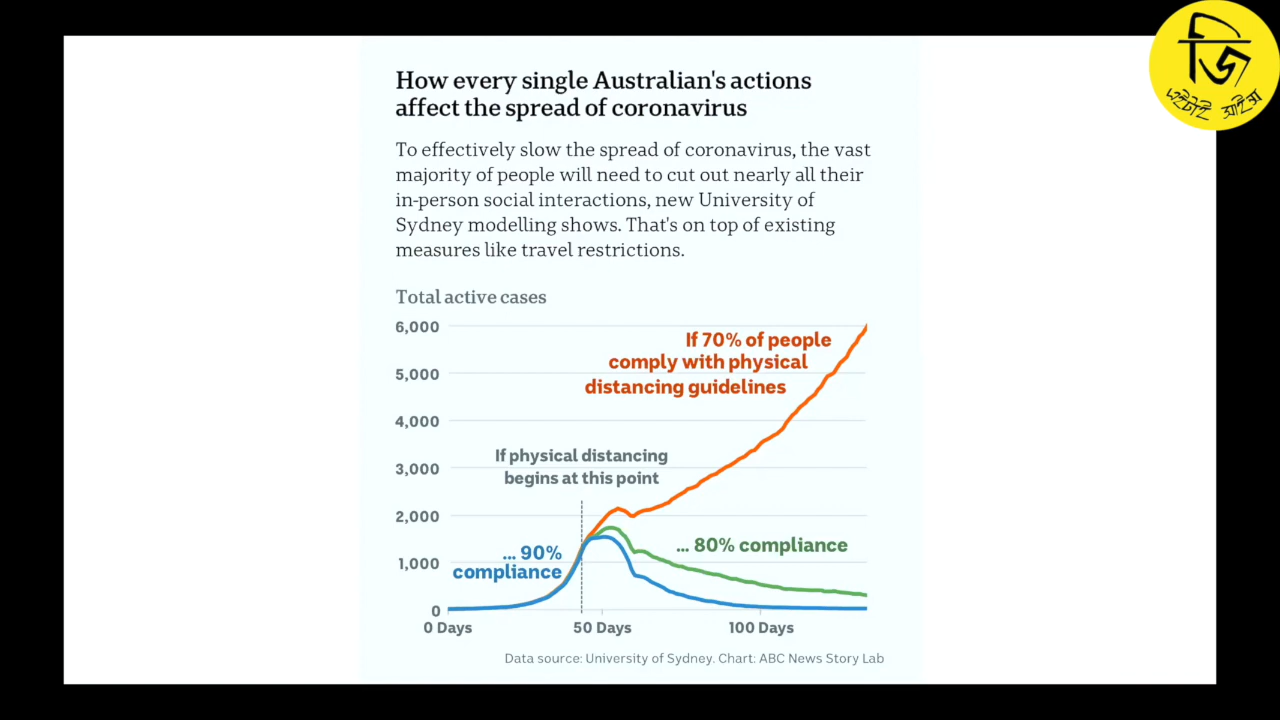 How every single Australian's actions
affect the spread of coronavirus
To effectively slow the spread of coronavirus, the vast
majority of people will need to cut out nearly all their
in-person social interactions, new University of
Sydney modelling shows. That's on top of existing
measures like travel restrictions.
Total active cases
6,000
If 70% of people
comply with physical
distancing guidelines
5,000
4,000
If physical distancing
begins at this point
3,000
2,000
... 90%
compliance
... 80% compliance
1,000
0
0 Days
50 Days
100 Days
Data source: University of Sydney. Chart: ABC News Story Lab
জি